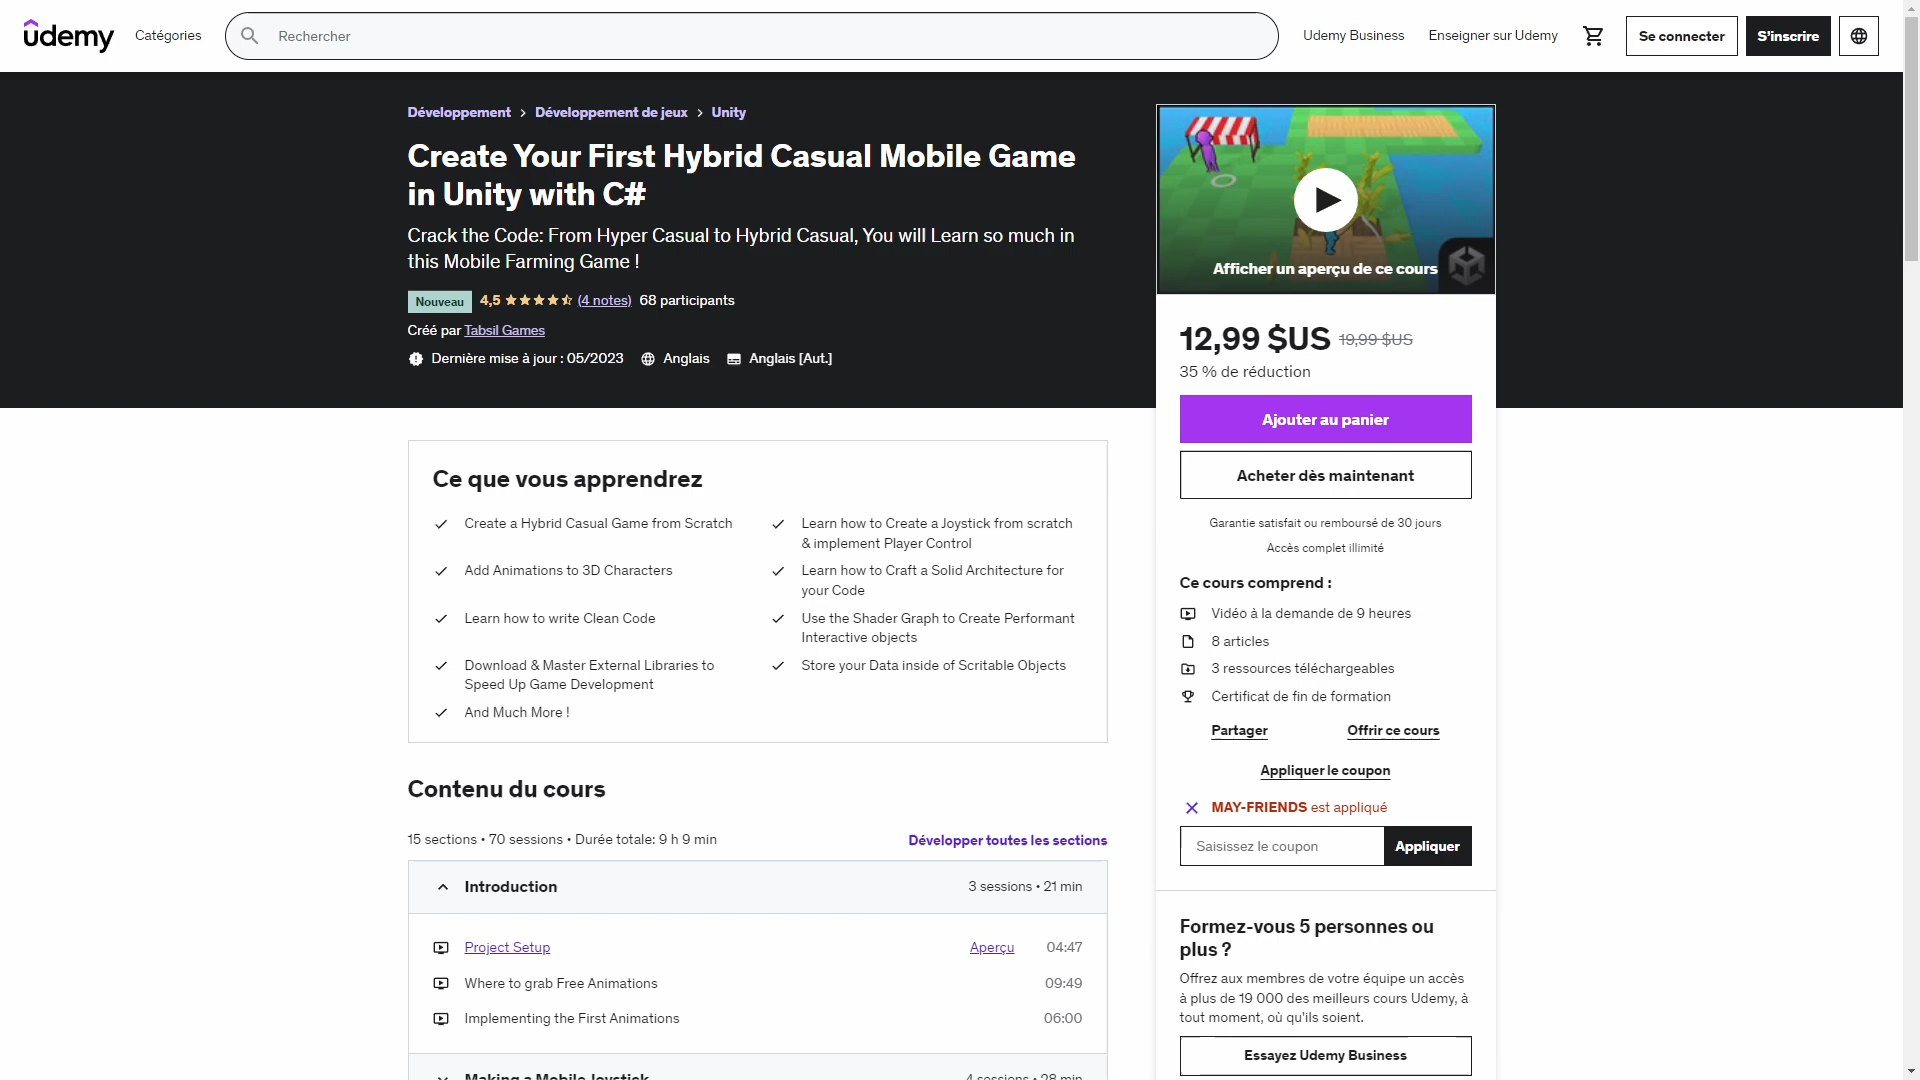 ûdemy
Catégories
Rechercher
Udemy Business
Enseigner sur Udemy
Se connecter
S'inscrire
Développement
Développement de jeux
Unity
Create Your First Hybrid Casual Mobile Game
in Unity with C#
Crack the Code: From Hyper Casual to Hybrid Casual, You will Learn so much in
this Mobile Farming Game !
Nouveau 4,5 (4 notes) 68 participants
Créé par Tabsil Games
Dernière mise à jour : 05/2023 Anglais Anglais [Aut.]
Afficher un aperçu de ce cours
12,99 $US 19,99 $US
35 % de réduction
Ajouter au panier
Acheter dès maintenant
Garantie satisfait ou remboursé de 30 jours
Accès complet illimité
Ce cours comprend :
Vidéo à la demande de 9 heures
8 articles
3 ressources téléchargeables
Certificat de fin de formation
Partager
Offrir ce cours
Appliquer le coupon
MAY-FRIENDS est appliqué
Saisissez le coupon
Appliquer
Formez-vous 5 personnes ou
plus ?
Offrez aux membres de votre équipe un accès
à plus de 19 000 des meilleurs cours Udemy, à
tout moment, où qu'ils soient.
Essayez Udemy Business
Ce que vous apprendrez
Create a Hybrid Casual Game from Scratch
Learn how to Create a Joystick from scratch
& implement Player Control
Add Animations to 3D Characters
Learn how to Craft a Solid Architecture for
your Code
Learn how to write Clean Code
Use the Shader Graph to Create Performant
Interactive objects
Download & Master External Libraries to
Speed Up Game Development
Store your Data inside of Scritable Objects
And Much More !
Contenu du cours
15 sections • 70 sessions • Durée totale: 9 h 9 min
Développer toutes les sections
Introduction
3 sessions • 21 min
Project Setup
Aperçu
04:47
Where to grab Free Animations
09:49
Implementing the First Animations
06:00
Making a Mobile Joystick
4 sessions • 28 min